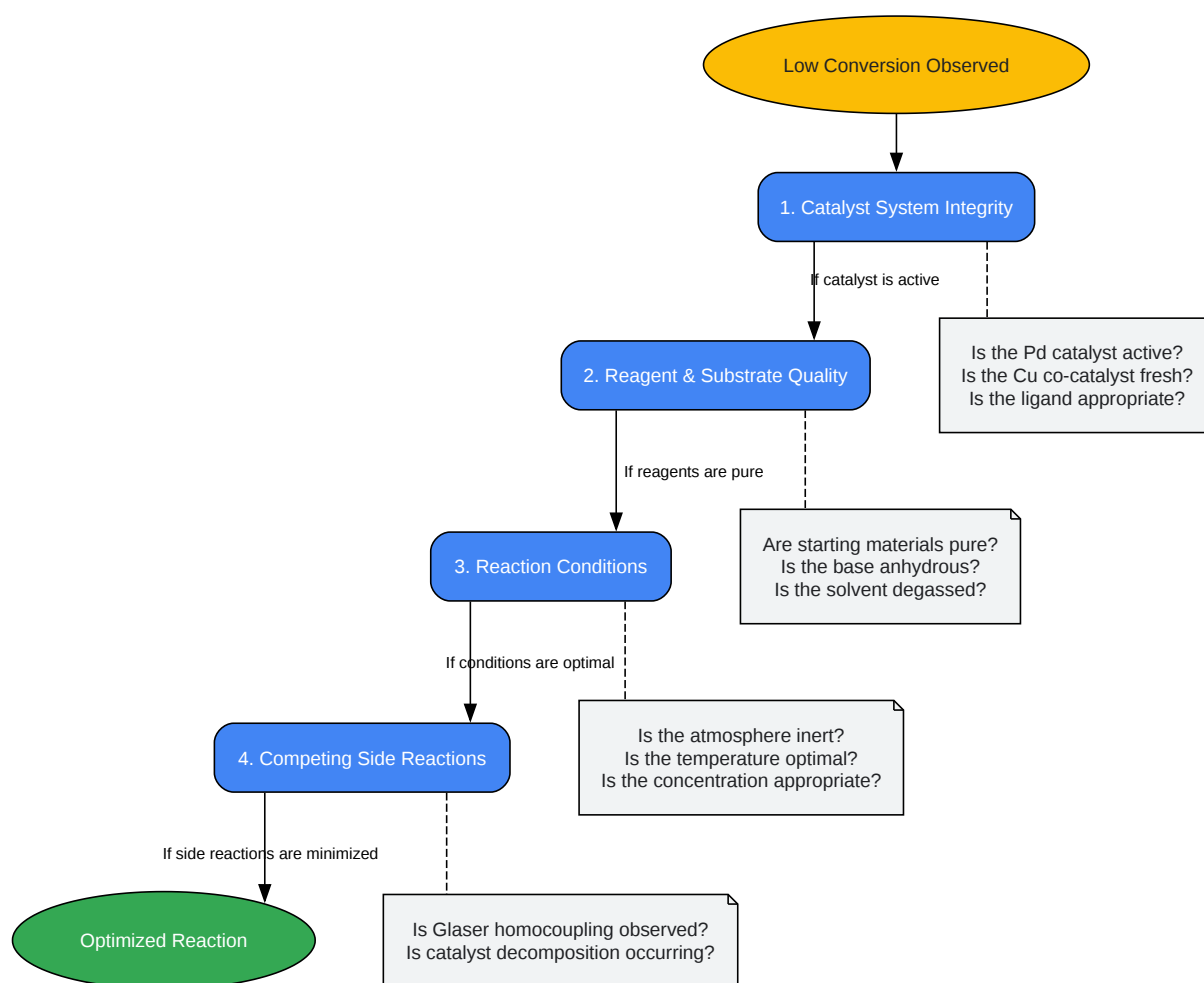 Low Conversion Observed
1. Catalyst System Integrity
If catalyst is active
Is the Pd catalyst active?
Is the Cu co-catalyst fresh?
Is the ligand appropriate?
2. Reagent & Substrate Quality
If reagents are pure
Are starting materials pure?
Is the base anhydrous?
Is the solvent degassed?
3. Reaction Conditions
If conditions are optimal
Is the atmosphere inert?
Is the temperature optimal?
Is the concentration appropriate?
4. Competing Side Reactions
If side reactions are minimized
Is Glaser homocoupling observed?
Is catalyst decomposition occurring?
Optimized Reaction